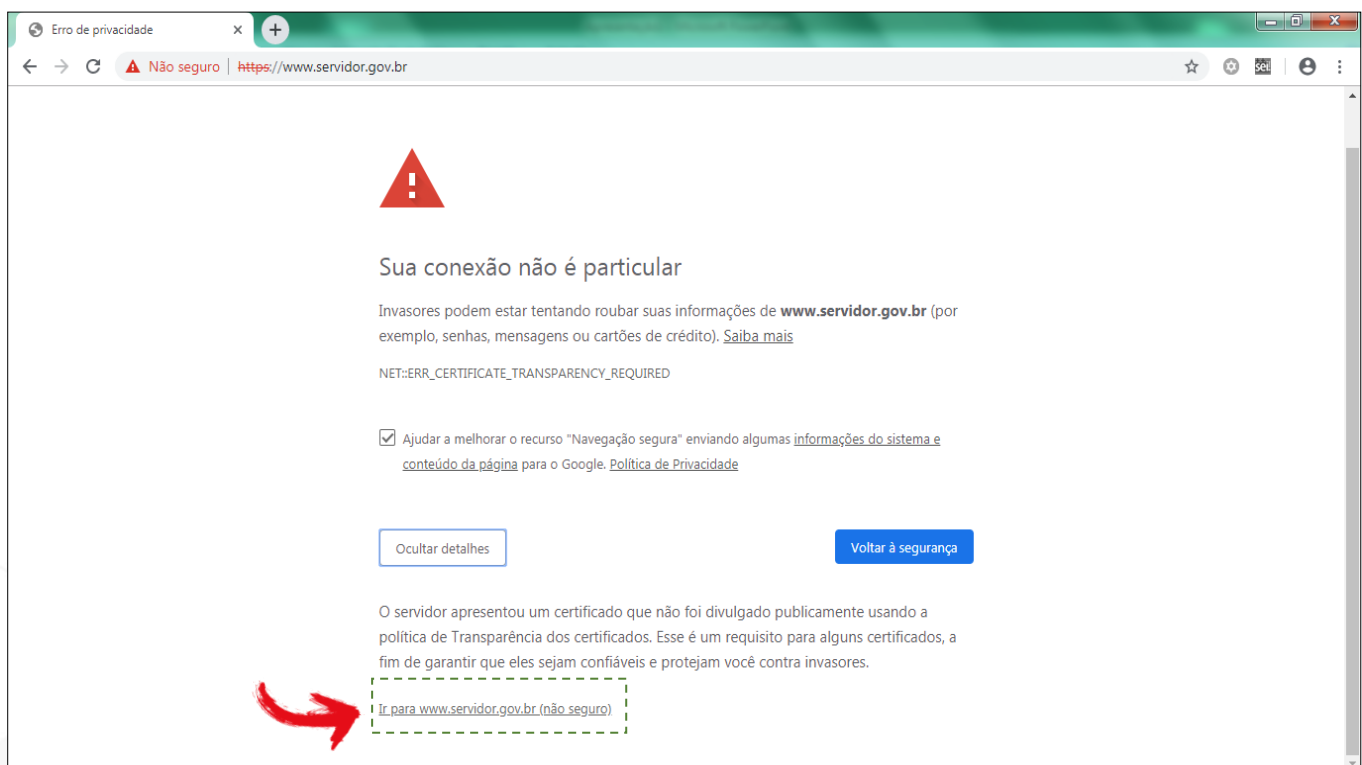 Erro de privacidade
Não seguro | https://www.servidor.gov.br
sei!
Sua conexão não é particular
Invasores podem estar tentando roubar suas informações de www.servidor.gov.br (por
exemplo, senhas, mensagens ou cartões de crédito). Saiba mais
NET::ERR_CERTIFICATE_TRANSPARENCY_REQUIRED
Ajudar a melhorar o recurso "Navegação segura" enviando algumas informações do sistema e
conteúdo da página para o Google. Política de Privacidade
Ocultar detalhes
Voltar à segurança
O servidor apresentou um certificado que não foi divulgado publicamente usando a
política de Transparência dos certificados. Esse é um requisito para alguns certificados, a
fim de garantir que eles sejam confiáveis e protejam você contra invasores.
Ir para www.servidor.gov.br (não seguro)